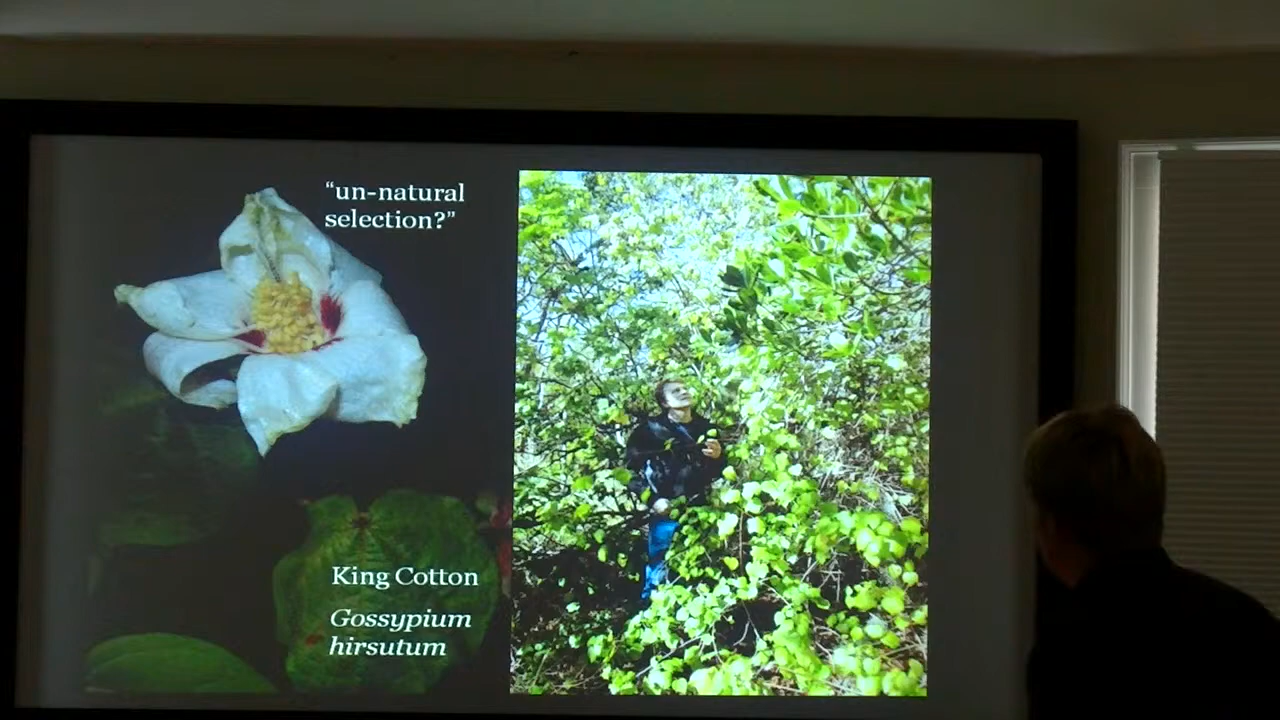 “un-natural
selection?”
King Cotton
Gossypium
hirsutum